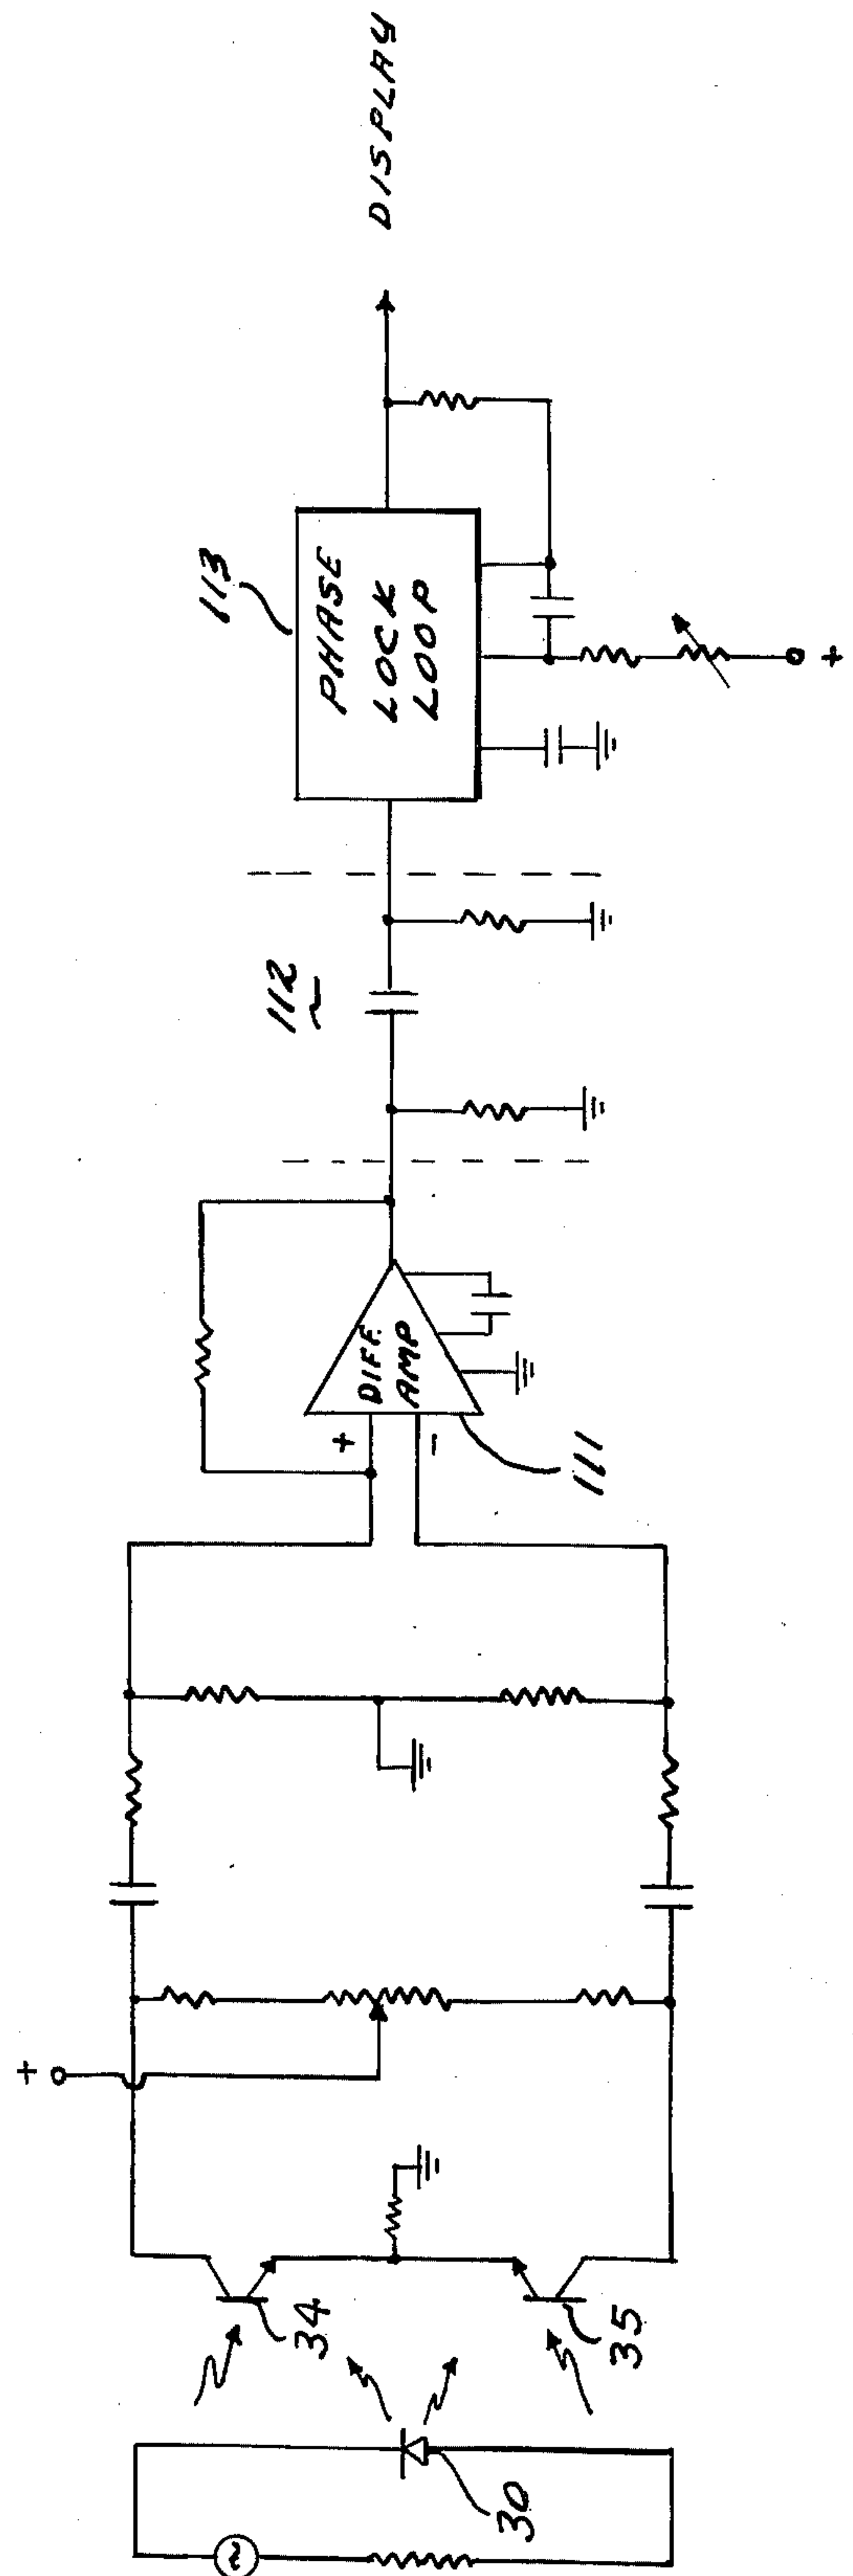 30
34
35
+
+
-
DIFF.
AMP
111
112
113
PHASE
LOCK
LOOP
+
DISPLAY